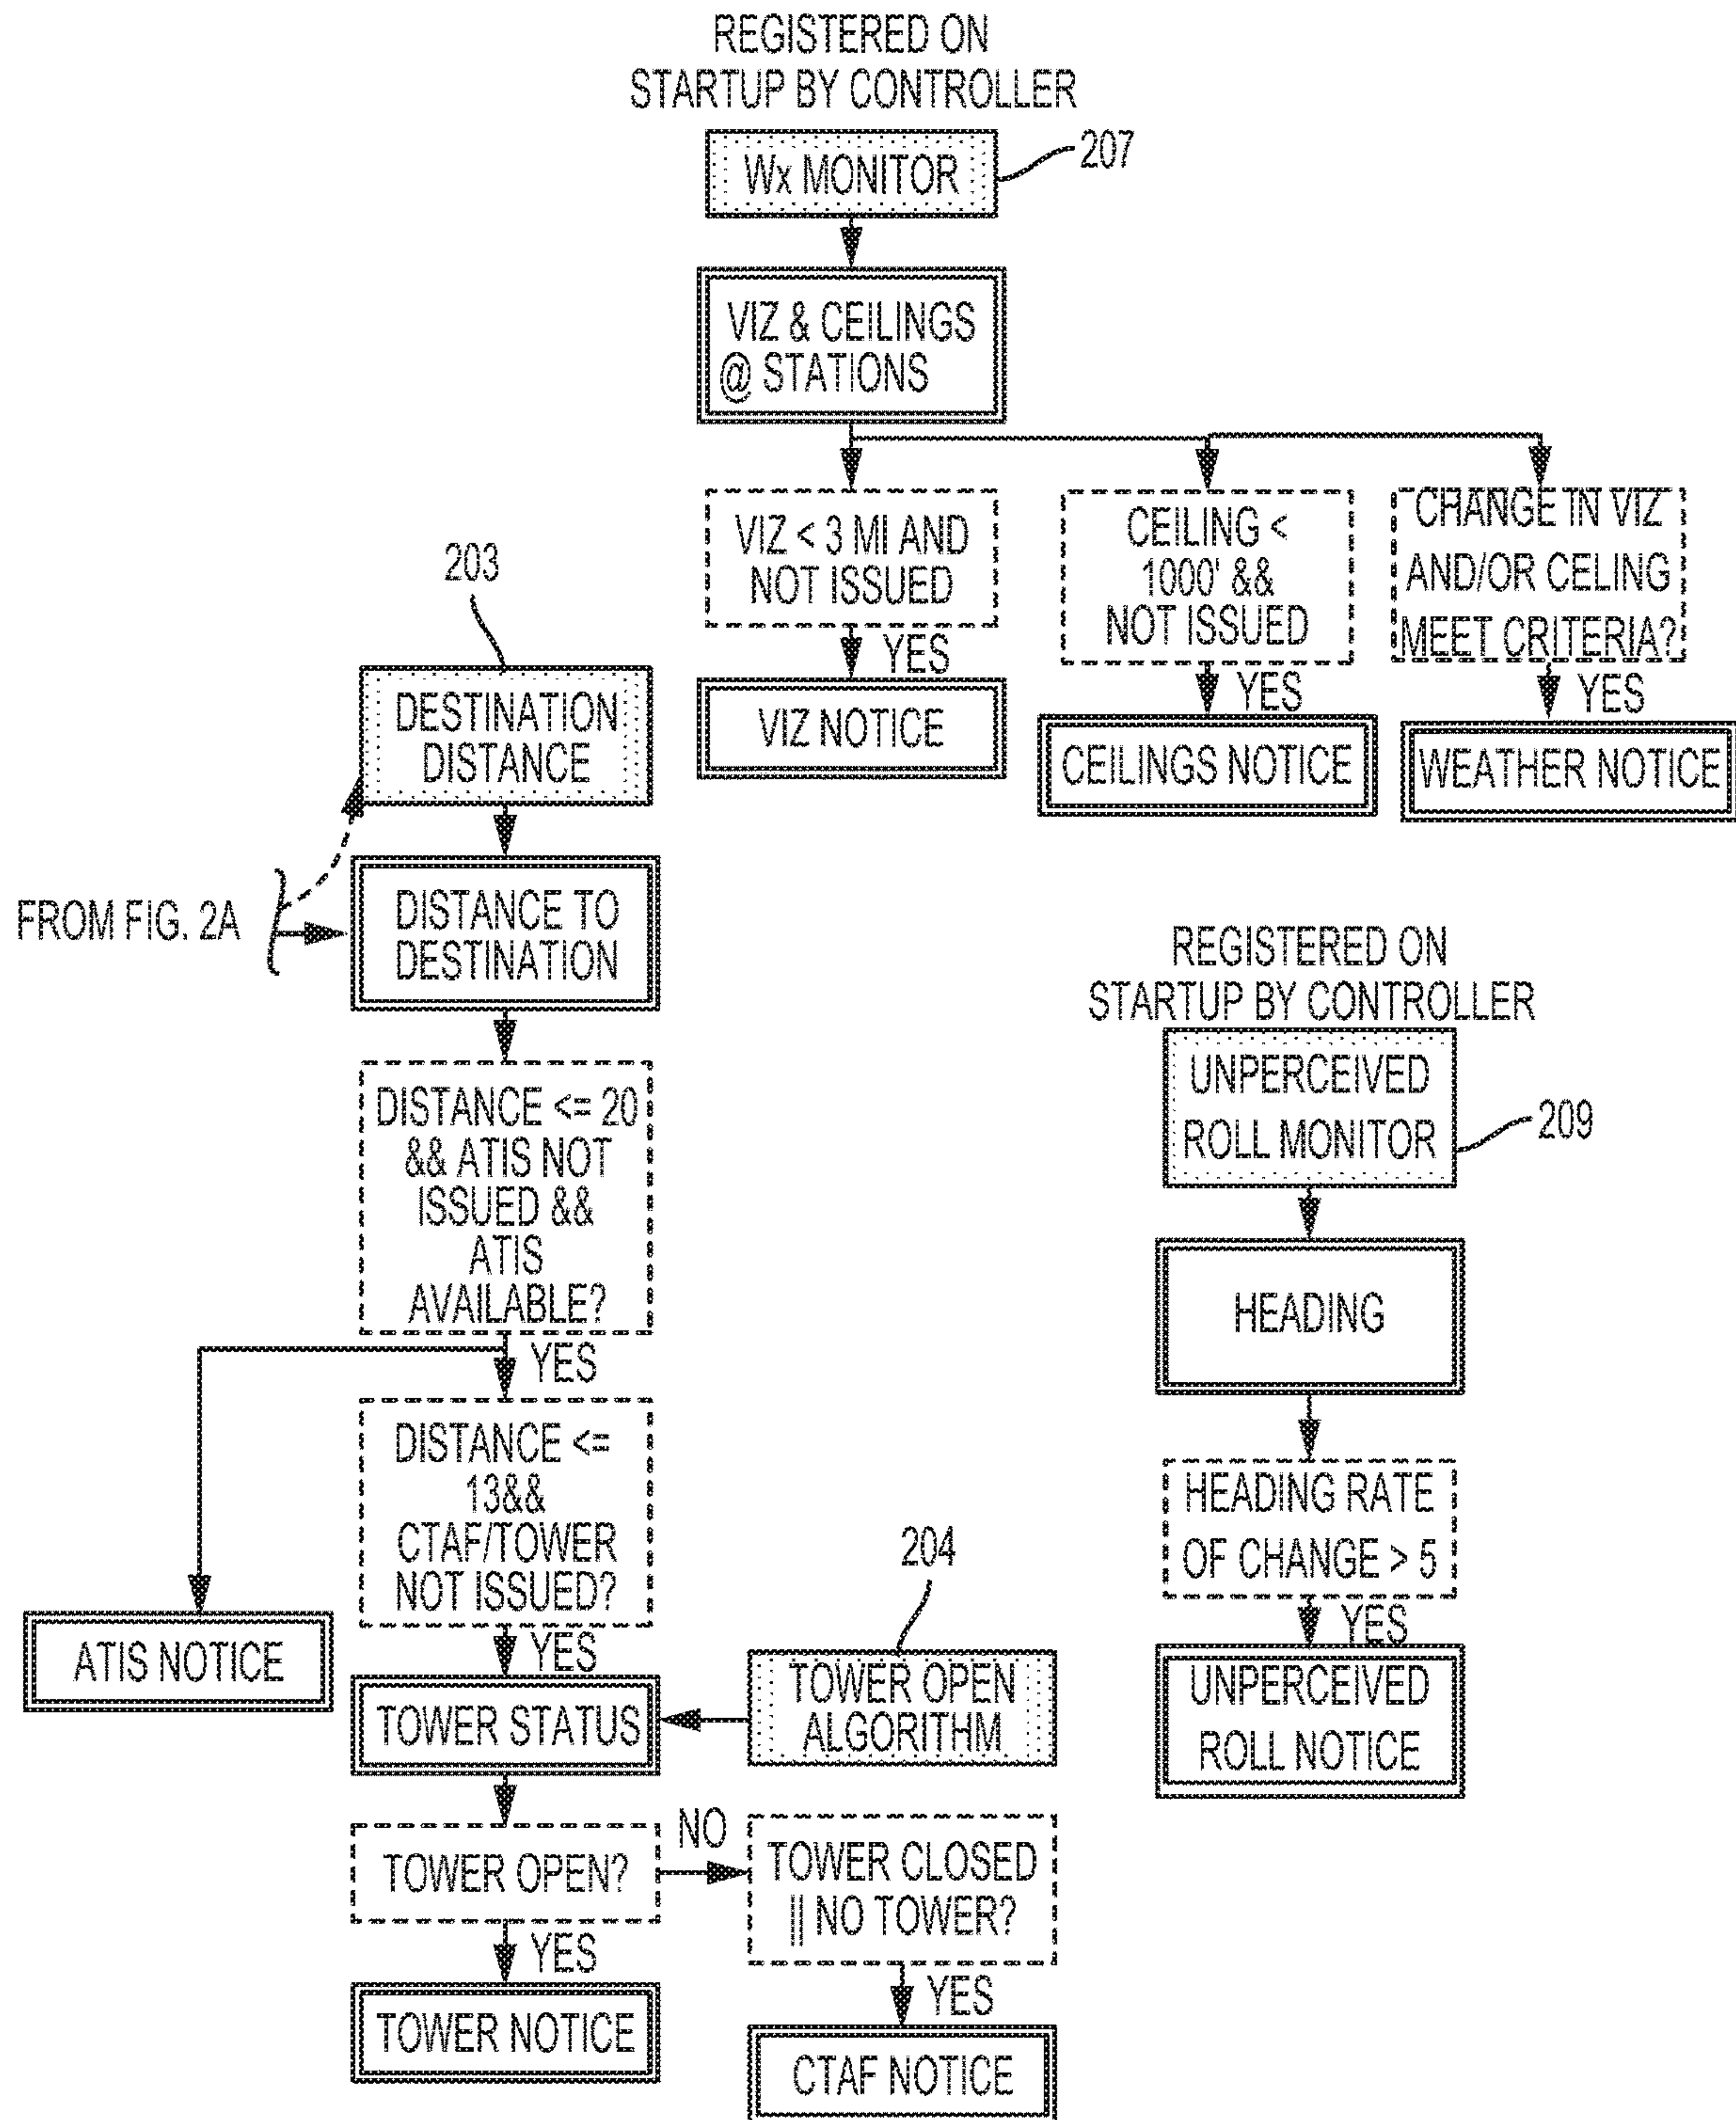 REGISTERED ON
STARTUP BY CONTROLLER
Wx MONITOR
207
VIZ & CEILINGS
@ STATIONS
VIZ < 3 MI AND
NOT ISSUED
YES
VIZ NOTICE
CEILING <
1000' &&
NOT ISSUED
YES
CEILINGS NOTICE
CHANGE IN VIZ
AND/OR CELING
MEET CRITERIA?
YES
WEATHER NOTICE
203
DESTINATION
DISTANCE
FROM FIG. 2A
DISTANCE TO
DESTINATION
DISTANCE <= 20
&& ATIS NOT
ISSUED &&
ATIS
AVAILABLE?
YES
ATIS NOTICE
DISTANCE <=
13&&
CTAF/TOWER
NOT ISSUED?
YES
TOWER STATUS
204
TOWER OPEN
ALGORITHM
TOWER OPEN?
NO
TOWER CLOSED
|| NO TOWER?
YES
TOWER NOTICE
YES
CTAF NOTICE
REGISTERED ON
STARTUP BY CONTROLLER
UNPERCEIVED
ROLL MONITOR
209
HEADING
HEADING RATE
OF CHANGE > 5
YES
UNPERCEIVED
ROLL NOTICE